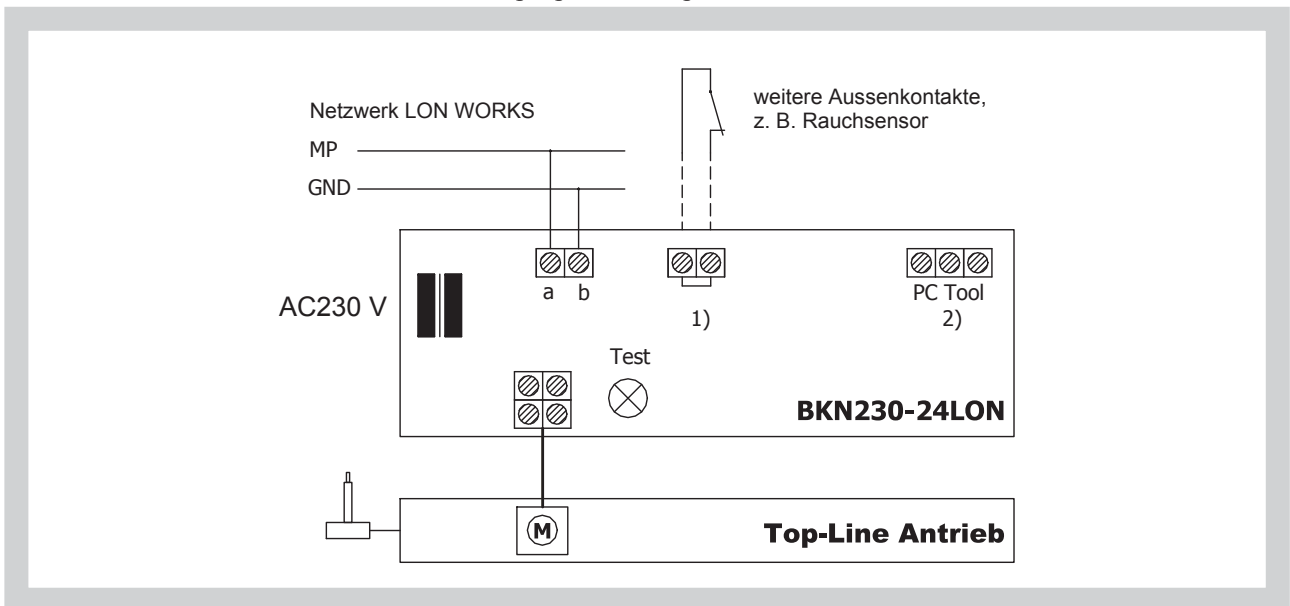 Netzwerk LON WORKS
MP
GND
weitere Aussenkontakte,
z. B. Rauchsensor
AC230 V
a b
1)
PC Tool
2)
Test
BKN230-24LON
M
Top-Line Antrieb